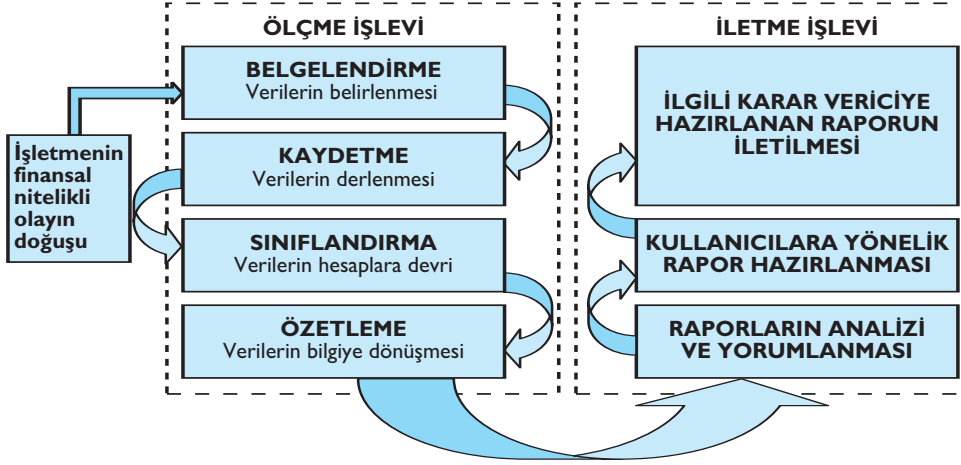 İşletmenin
finansal
nitelikli
olayın
doğuşu
ÖLÇME İŞLEVİ
BELGELENDİRME
Verilerin belirlenmesi
KAYDETME
Verilerin derlenmesi
SINIFLANDIRMA
Verilerin hesaplara devri
ÖZETLEME
Verilerin bilgiye dönüşmesi
İLETME İŞLEVİ
İLGİLİ KARAR VERİCİYE
HAZIRLANAN RAPORUN
İLETİLMESİ
KULLANICILARA YÖNELİK
RAPOR HAZIRLANMASI
RAPORLARIN ANALİZİ
VE YORUMLANMASI